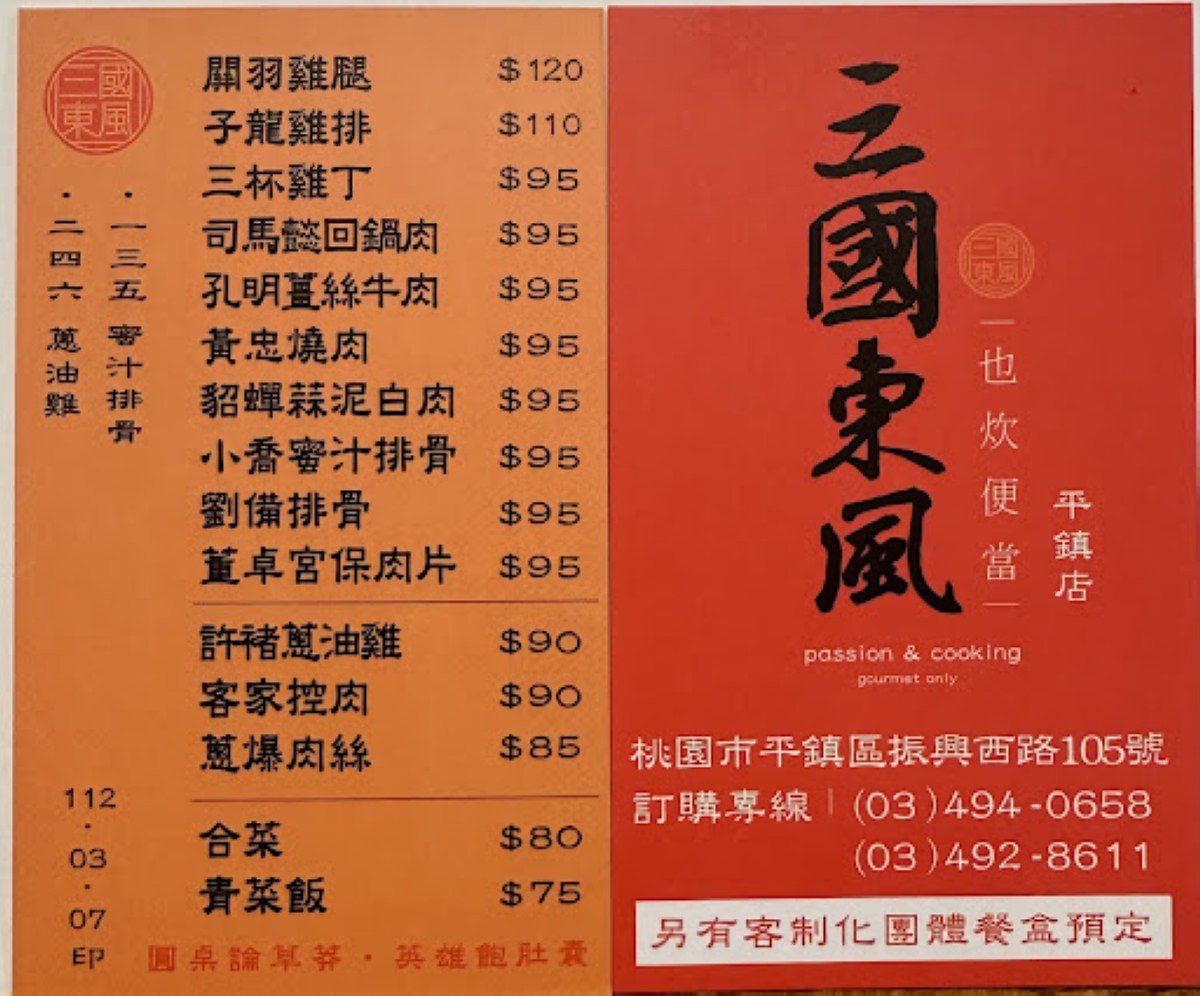 三國
東風
・一三五 蜜汁排骨
・二四六 蔥油雞
關羽雞腿 $120
子龍雞排 $110
三杯雞丁 $95
司馬懿回鍋肉 $95
孔明薑絲牛肉 $95
黃忠燒肉 $95
貂蟬蒜泥白肉 $95
小喬蜜汁排骨 $95
劉備排骨 $95
董卓宮保肉片 $95
許褚蔥油雞 $90
客家控肉 $90
蔥爆肉絲 $85
合菜 $80
青菜飯 $75
112・03・07 EP
圓桌論草莽・英雄飽肚囊
三國東風
三國
東風
|也炊便當|
平鎮店
passion & cooking
gourmet only
桃園市平鎮區振興西路105號
訂購專線|(03)494-0658
(03)492-8611
另有客制化團體餐盒預定